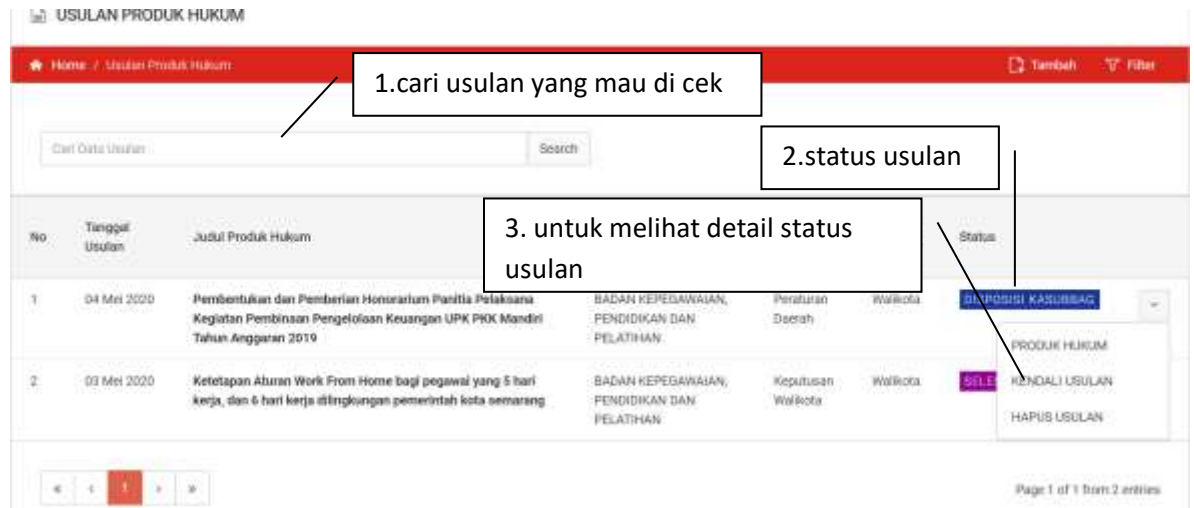 USULAN PRODUK HUKUM
Home / Usulan Produk Hukum
Tambah Filter
1.cari usulan yang mau di cek
Cari Data Usulan Search
2.status usulan
3. untuk melihat detail status
usulan
No Tanggal Usulan Judul Produk Hukum Status
1 04 Mei 2020 Pembentukan dan Pemberian Honorarium Panitia Pelaksana BADAN KEPEGAWAIAN, Peraturan Walikota DISPOSISI KASUBBAG
Kegiatan Pembinaan Pengelolaan Keuangan UPK PKK Mandiri PENDIDIKAN DAN Daerah
Tahun Anggaran 2019 PELATIHAN
PRODUK HUKUM
2 03 Mei 2020 Ketetapan Aturan Work From Home bagi pegawai yang 5 hari BADAN KEPEGAWAIAN, Keputusan Walikota SELE KENDALI USULAN
kerja, dan 6 hari kerja dilingkungan pemerintah kota semarang PENDIDIKAN DAN Walikota
PELATIHAN
HAPUS USULAN
« ‹ 1 › » Page 1 of 1 from 2 entries